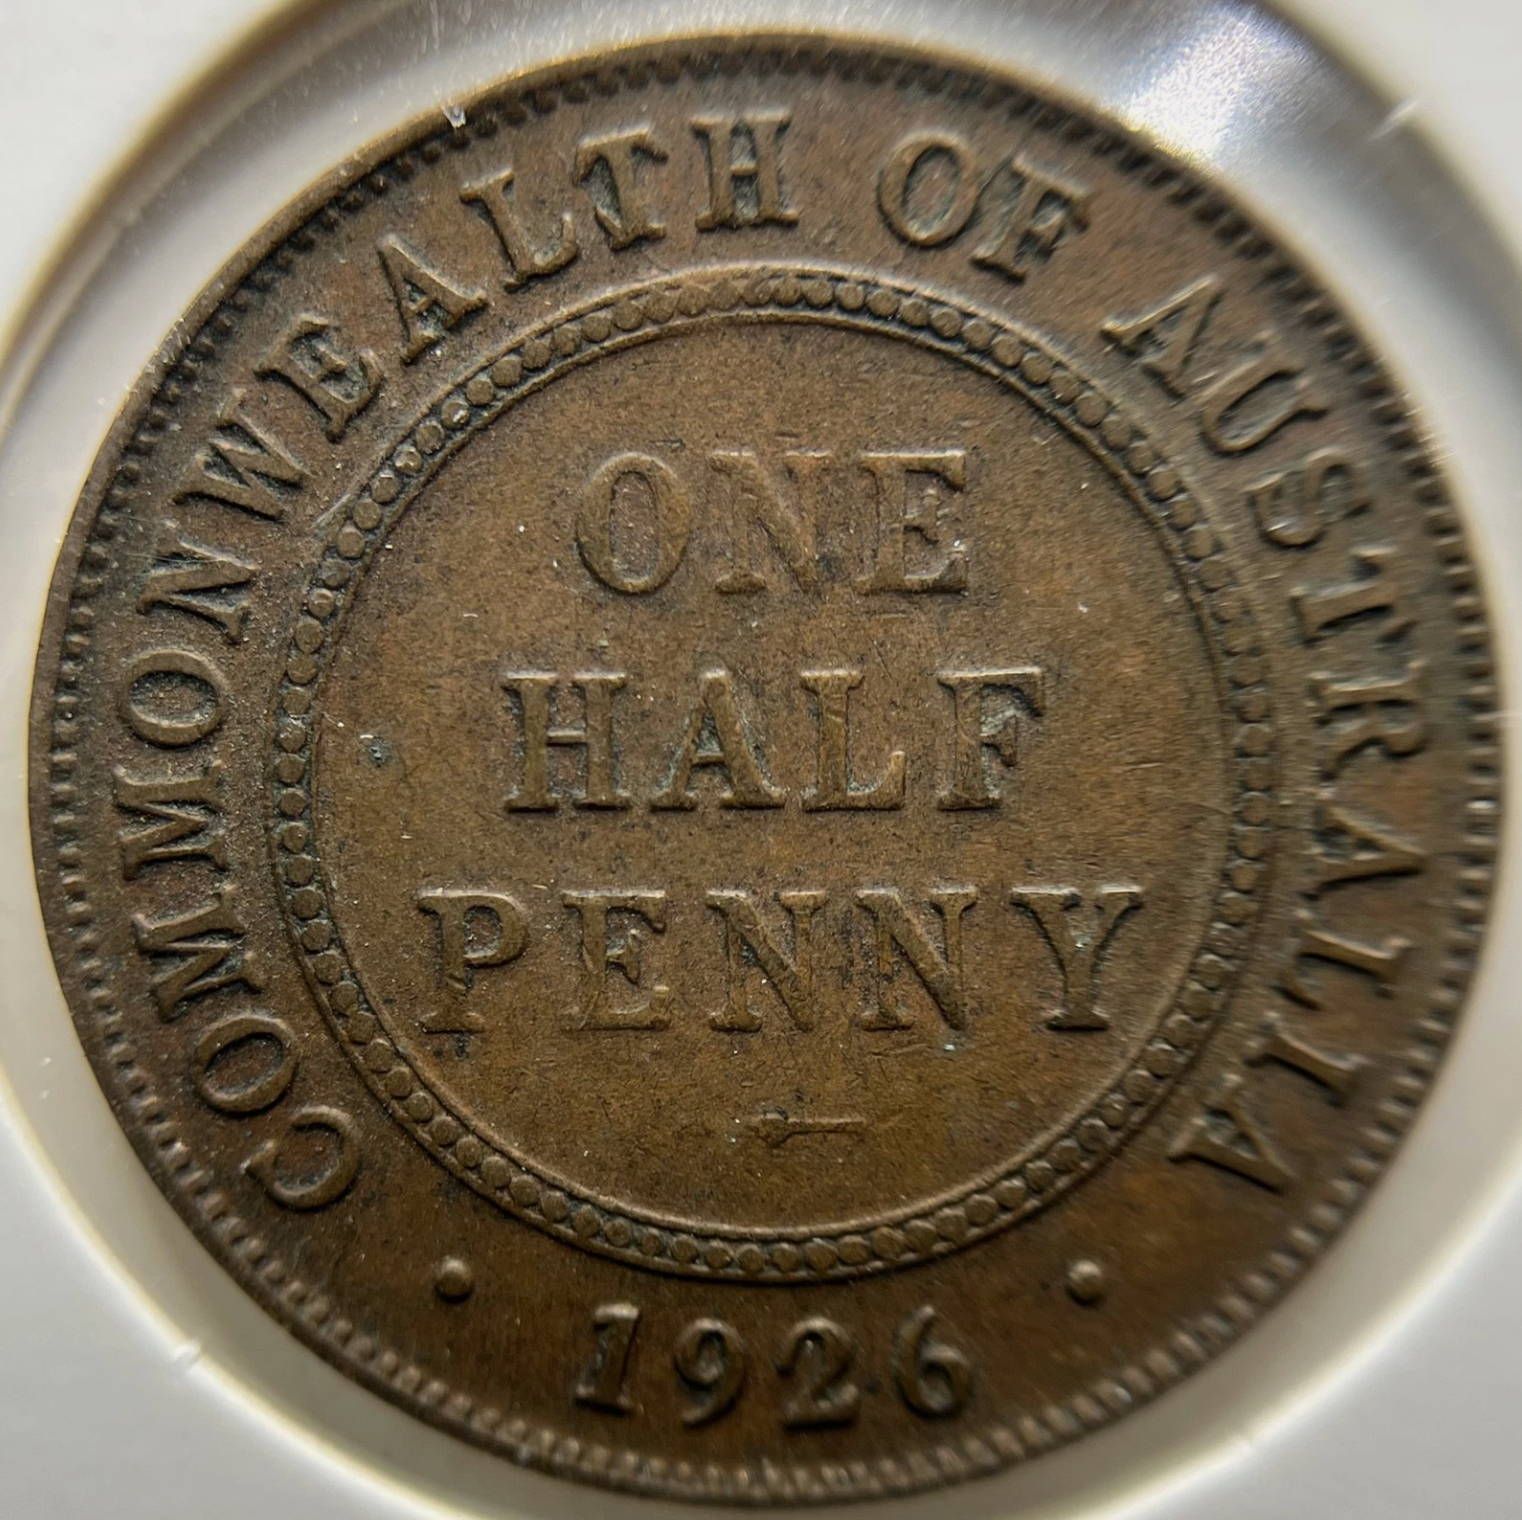 COMMONWEALTH OF AUSTRALIA
ONE
HALF
PENNY
· 1926 ·